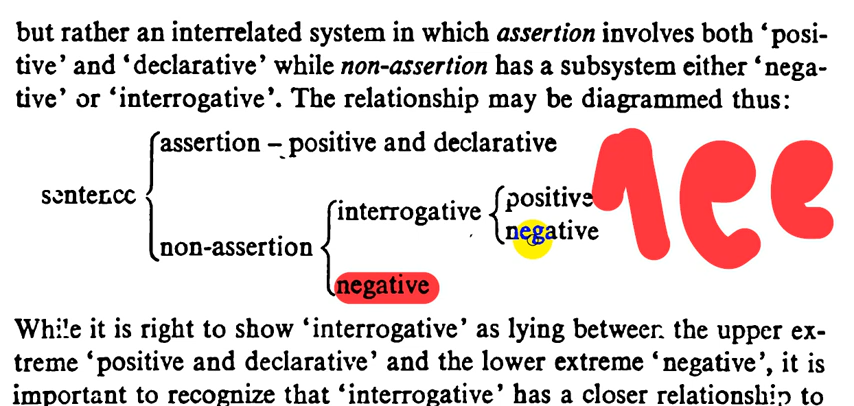 but rather an interrelated system in which assertion involves both ‘posi-
tive’ and ‘declarative’ while non-assertion has a subsystem either ‘nega-
tive’ or ‘interrogative’. The relationship may be diagrammed thus:
assertion – positive and declarative
sentence
interrogative
positive
negative
non-assertion
negative
While it is right to show ‘interrogative’ as lying between the upper ex-
treme ‘positive and declarative’ and the lower extreme ‘negative’, it is
important to recognize that ‘interrogative’ has a closer relationship to